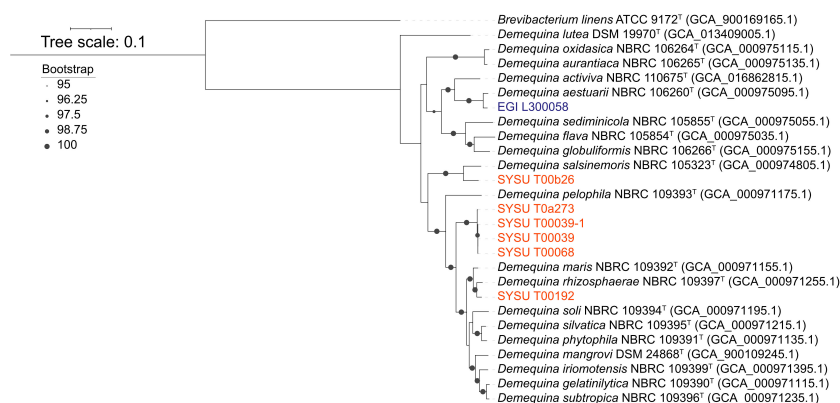 Brevibacterium linens ATCC 9172ᵀ (GCA_900169165.1)
Tree scale: 0.1
Demequina lutea DSM 19970ᵀ (GCA_013409005.1)
Demequina oxidasica NBRC 106264ᵀ (GCA_000975115.1)
Demequina aurantiaca NBRC 106265ᵀ (GCA_000975135.1)
Bootstrap
95
96.25
97.5
98.75
100
Demequina activiva NBRC 110675ᵀ (GCA_016862815.1)
Demequina aestuarii NBRC 106260ᵀ (GCA_000975095.1)
EGI L300058
Demequina sediminicola NBRC 105855ᵀ (GCA_000975055.1)
Demequina flava NBRC 105854ᵀ (GCA_000975035.1)
Demequina globuliformis NBRC 106266ᵀ (GCA_000975155.1)
Demequina salsinemoris NBRC 105323ᵀ (GCA_000974805.1)
SYSU T00b26
Demequina pelophila NBRC 109393ᵀ (GCA_000971175.1)
SYSU T0a273
SYSU T00039-1
SYSU T00039
SYSU T00068
Demequina maris NBRC 109392ᵀ (GCA_000971155.1)
Demequina rhizosphaerae NBRC 109397ᵀ (GCA_000971255.1)
SYSU T00192
Demequina soli NBRC 109394ᵀ (GCA_000971195.1)
Demequina silvatica NBRC 109395ᵀ (GCA_000971215.1)
Demequina phytophila NBRC 109391ᵀ (GCA_000971135.1)
Demequina mangrovi DSM 24868ᵀ (GCA_900109245.1)
Demequina iriomotensis NBRC 109399ᵀ (GCA_000971395.1)
Demequina gelatinilytica NBRC 109390ᵀ (GCA_000971115.1)
Demequina subtropica NBRC 109396ᵀ (GCA_000971235.1)